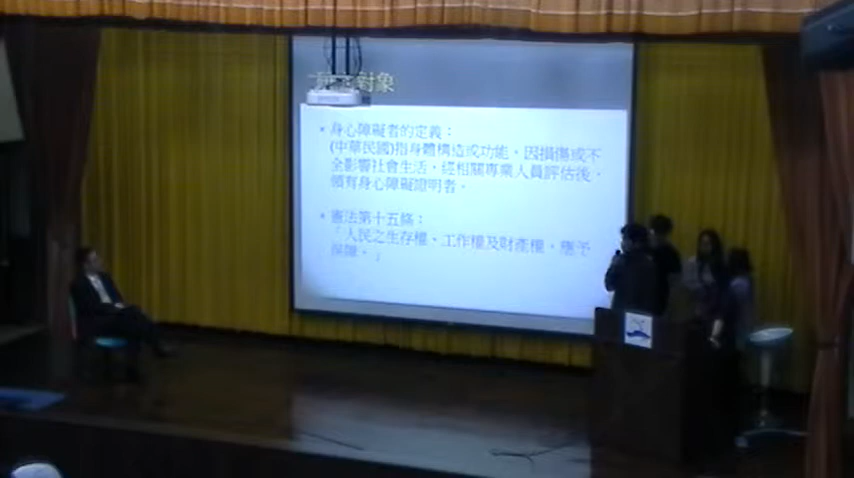 研究對象
身心障礙者的定義：
(中華民國)指身體構造或功能，因損傷或不
全影響社會生活，經相關專業人員評估後，
領有身心障礙證明者。
憲法第十五條：
「人民之生存權、工作權及財產權，應予
保障。」